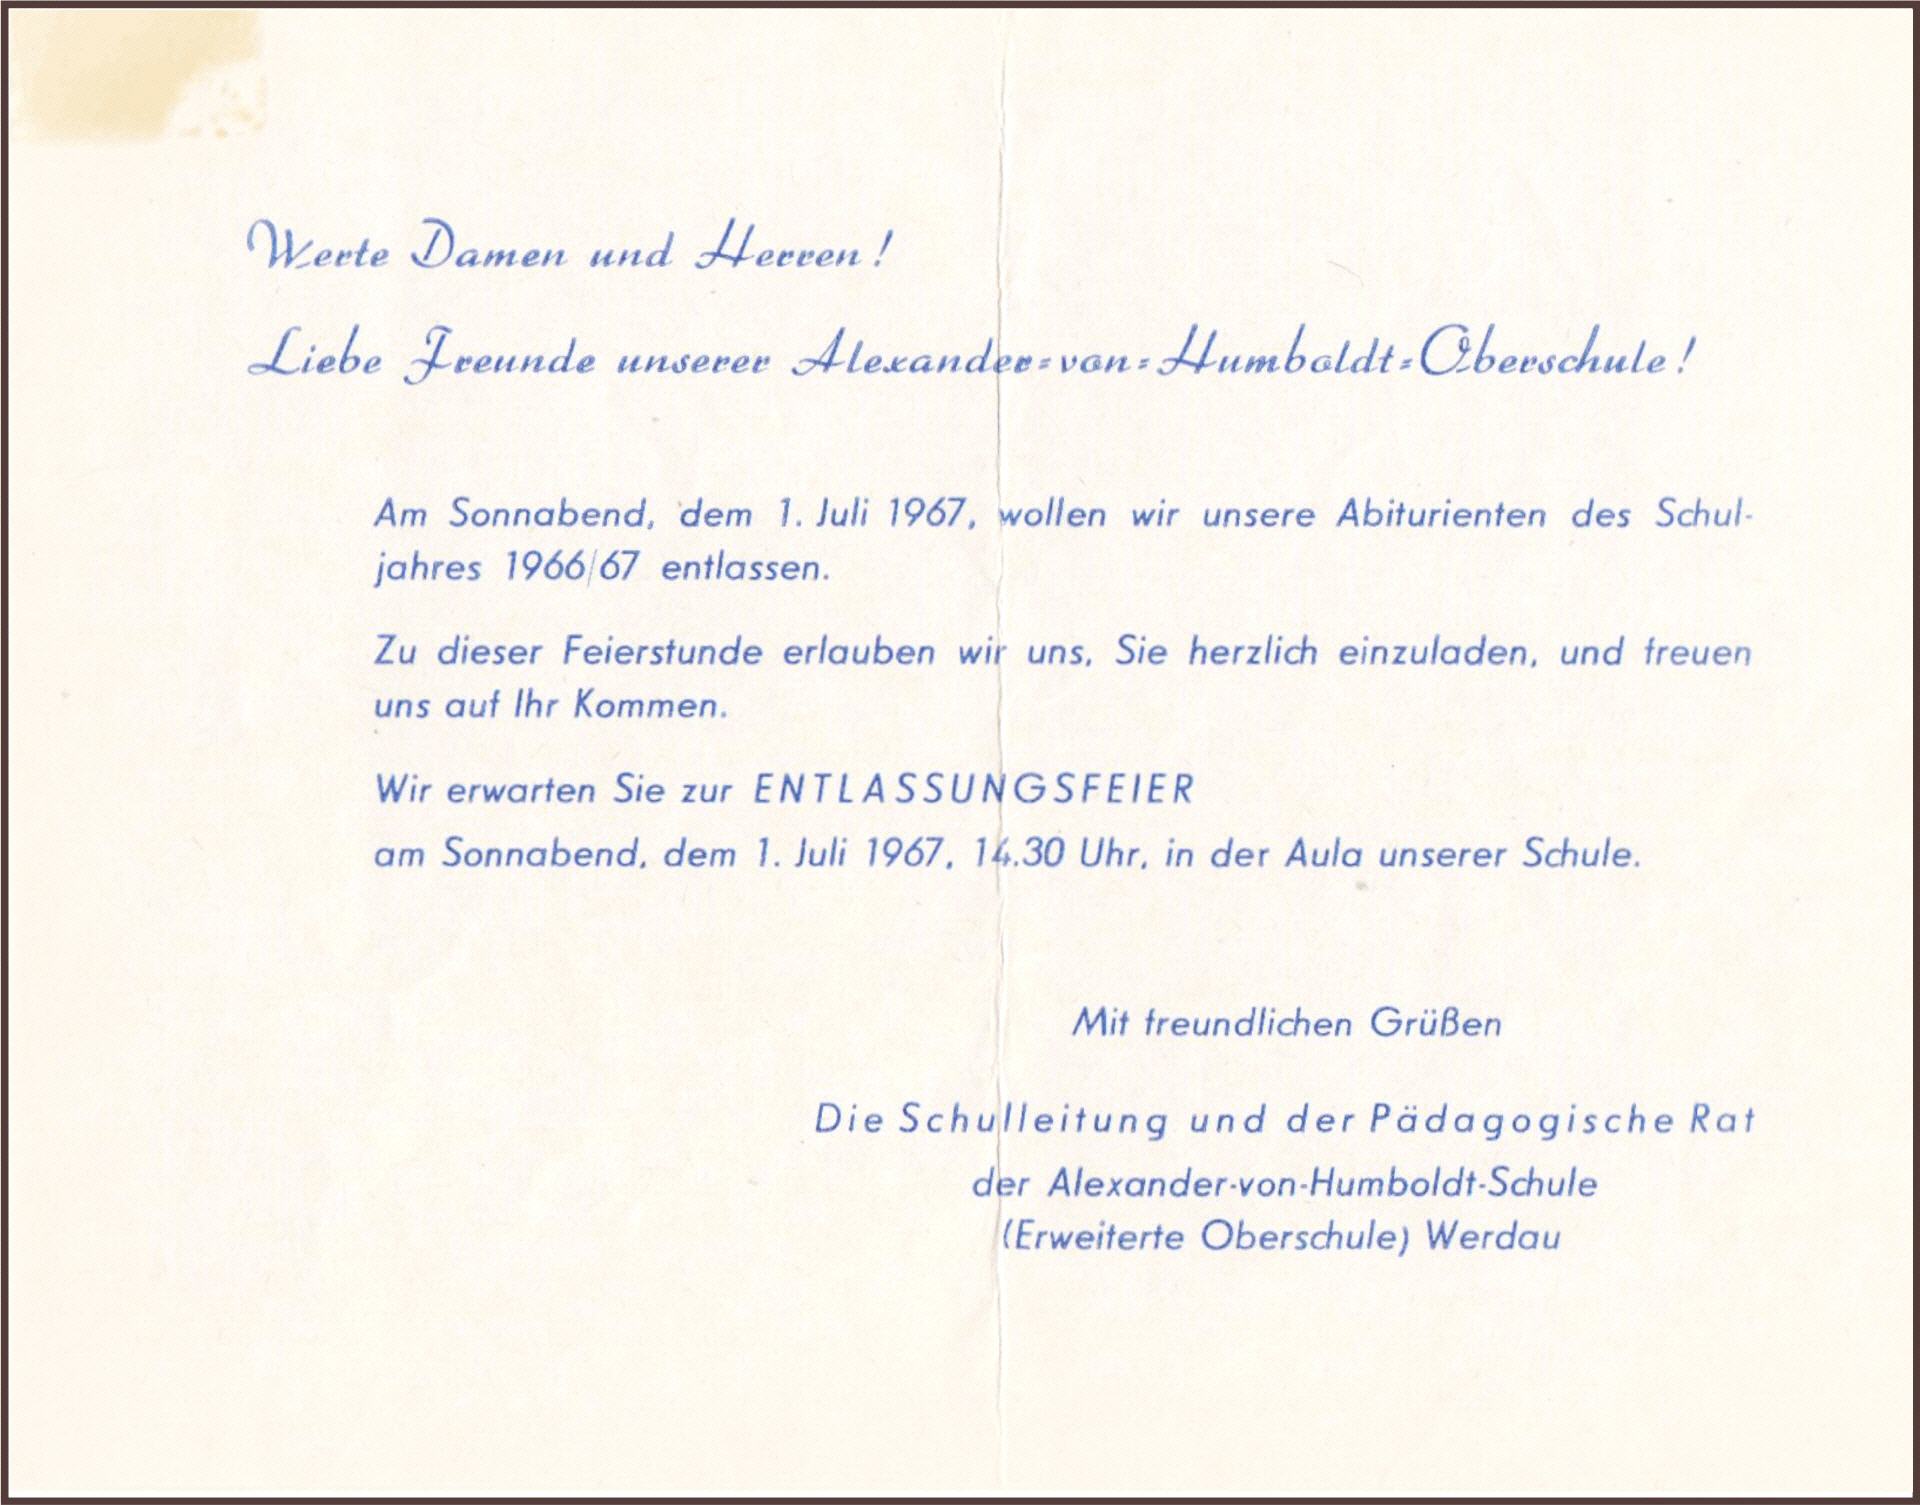 Werte Damen und Herren!
Liebe Freunde unserer Alexander-von-Humboldt-Oberschule!
Am Sonnabend, dem 1. Juli 1967, wollen wir unsere Abiturienten des Schul-
jahres 1966/67 entlassen.
Zu dieser Feierstunde erlauben wir uns, Sie herzlich einzuladen, und freuen
uns auf Ihr Kommen.
Wir erwarten Sie zur ENTLASSUNGSFEIER
am Sonnabend, dem 1. Juli 1967, 14.30 Uhr, in der Aula unserer Schule.
Mit freundlichen Grüßen
Die Schulleitung und der Pädagogische Rat
der Alexander-von-Humboldt-Schule
(Erweiterte Oberschule) Werdau